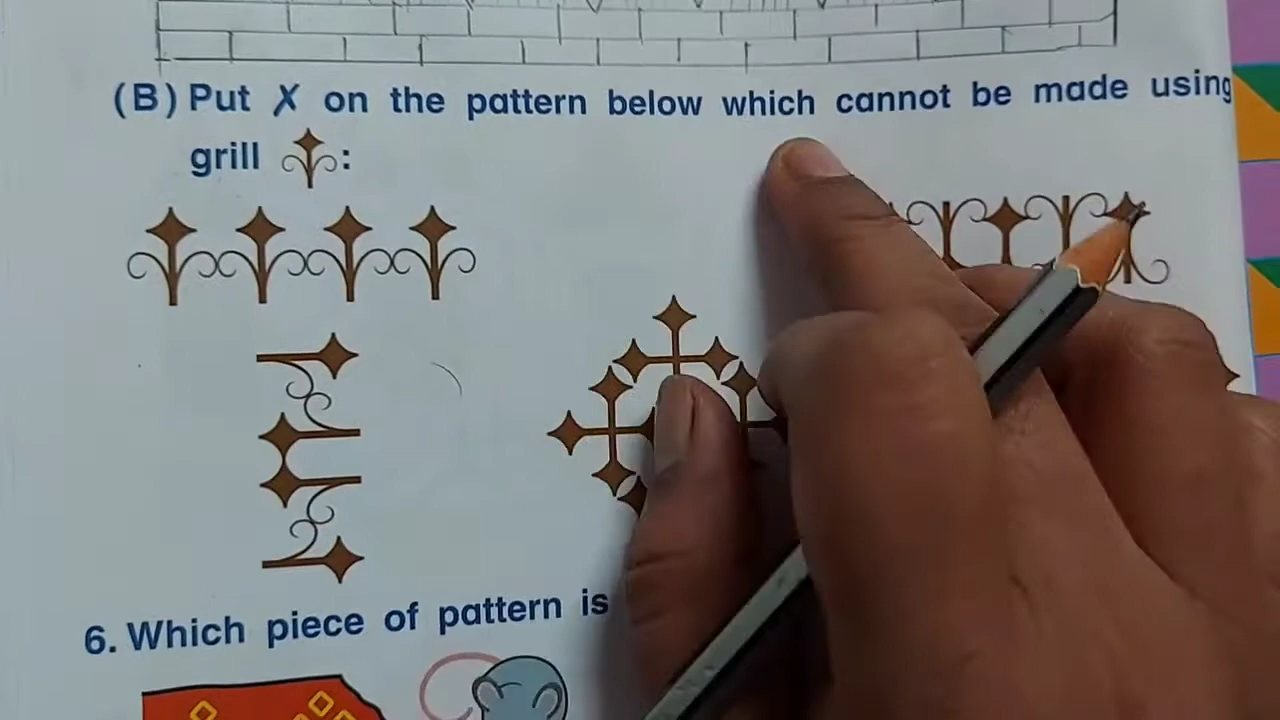 (B) Put ✗ on the pattern below which cannot be made using
grill :
6. Which piece of pattern is